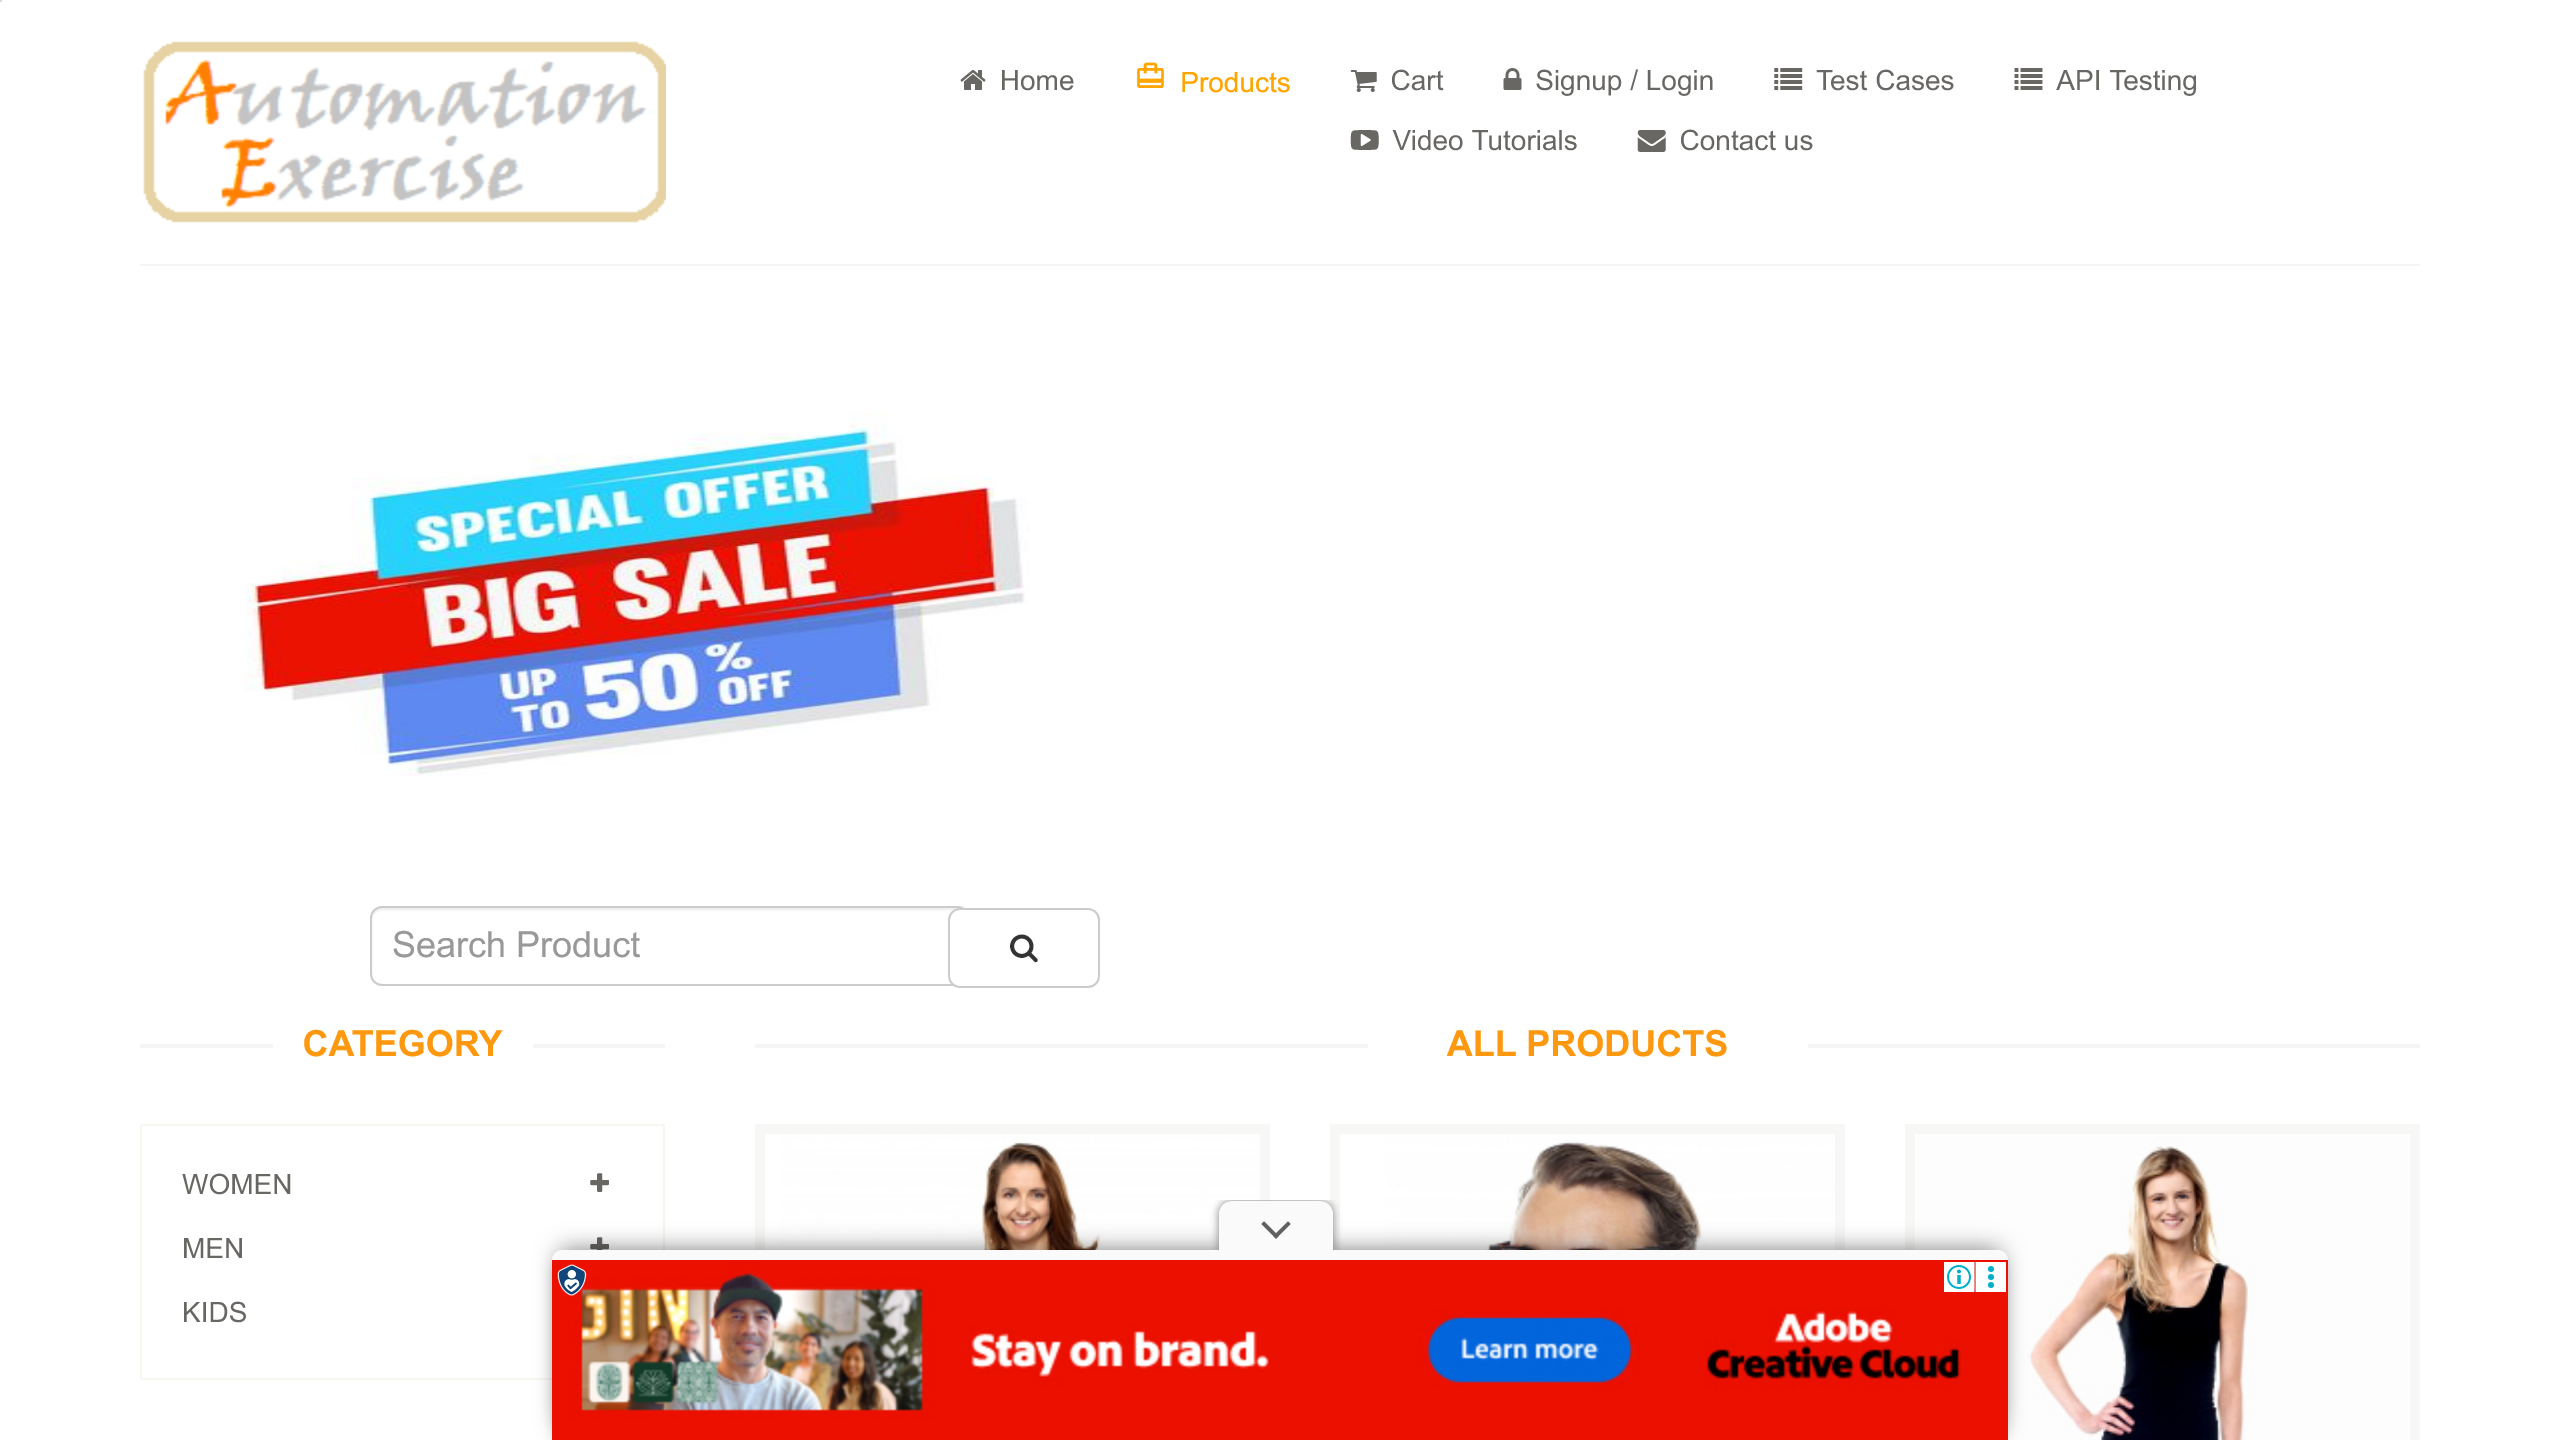 Automation
Exercise
Home
Products
Cart
Signup / Login
Test Cases
API Testing
Video Tutorials
Contact us
SPECIAL OFFER
BIG SALE
UP TO 50% OFF
Search Product
CATEGORY
ALL PRODUCTS
WOMEN
MEN
KIDS
Stay on brand.
Learn more
Adobe
Creative Cloud